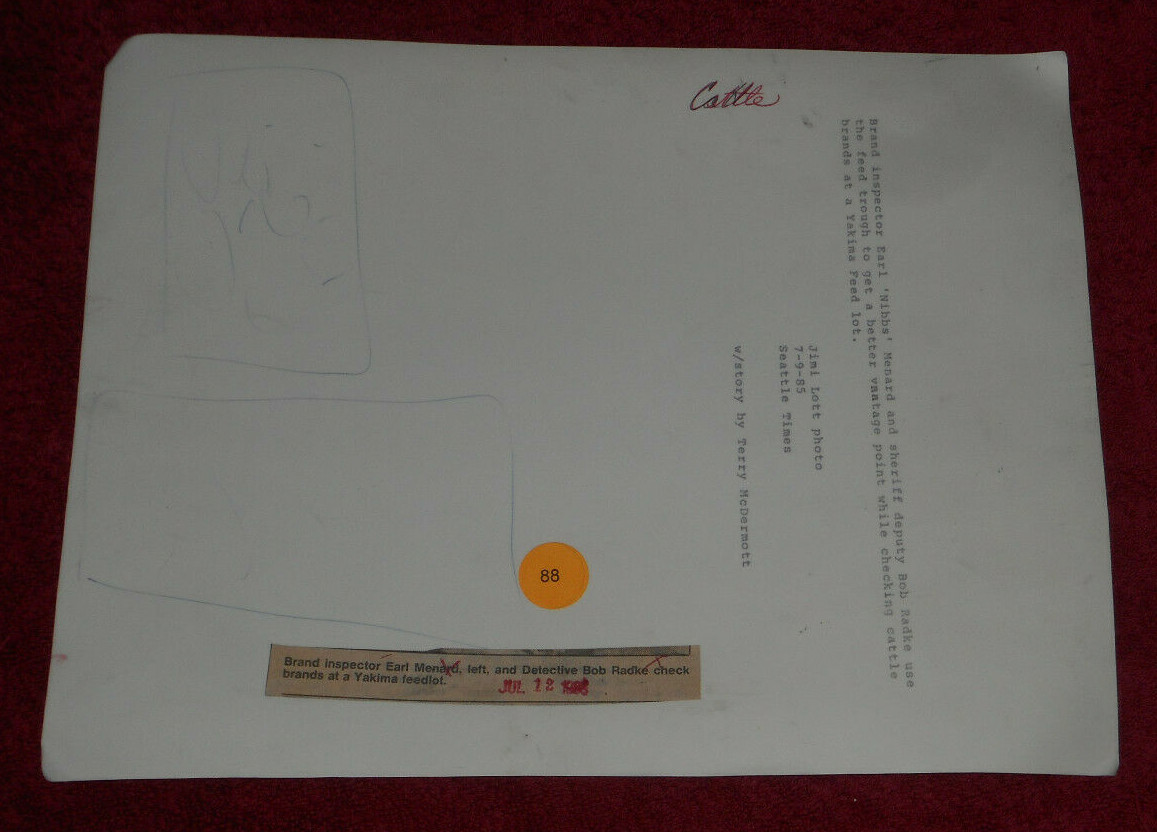 Cattle
Brand inspector Earl 'Nibbs' Menard and sheriff deputy Bob Radke use
the feed trough to get a better vantage point while checking cattle
brands at a Yakima Feed lot.
Jimi Lott photo
7-9-85
Seattle Times
w/story by Terry McDermott
88
Brand inspector Earl Menard, left, and Detective Bob Radke check
brands at a Yakima feedlot.
JUL 12